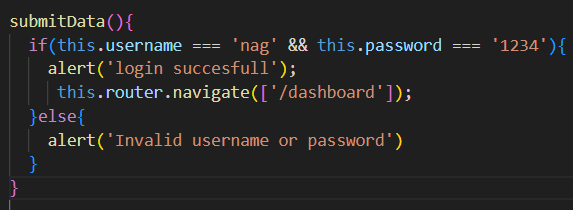 submitData(){
  if(this.username === 'nag' && this.password === '1234'){
    alert('login succesfull');
     this.router.navigate(['/dashboard']);
  }else{
    alert('Invalid username or password')
  }
}